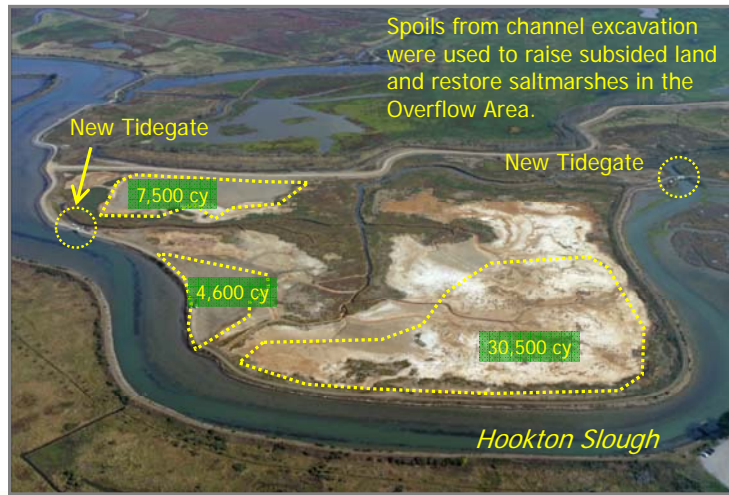 Spoils from channel excavation
were used to raise subsided land
and restore saltmarshes in the
Overflow Area.
New Tidegate
New Tidegate
7,500 cy
4,600 cy
30,500 cy
Hookton Slough